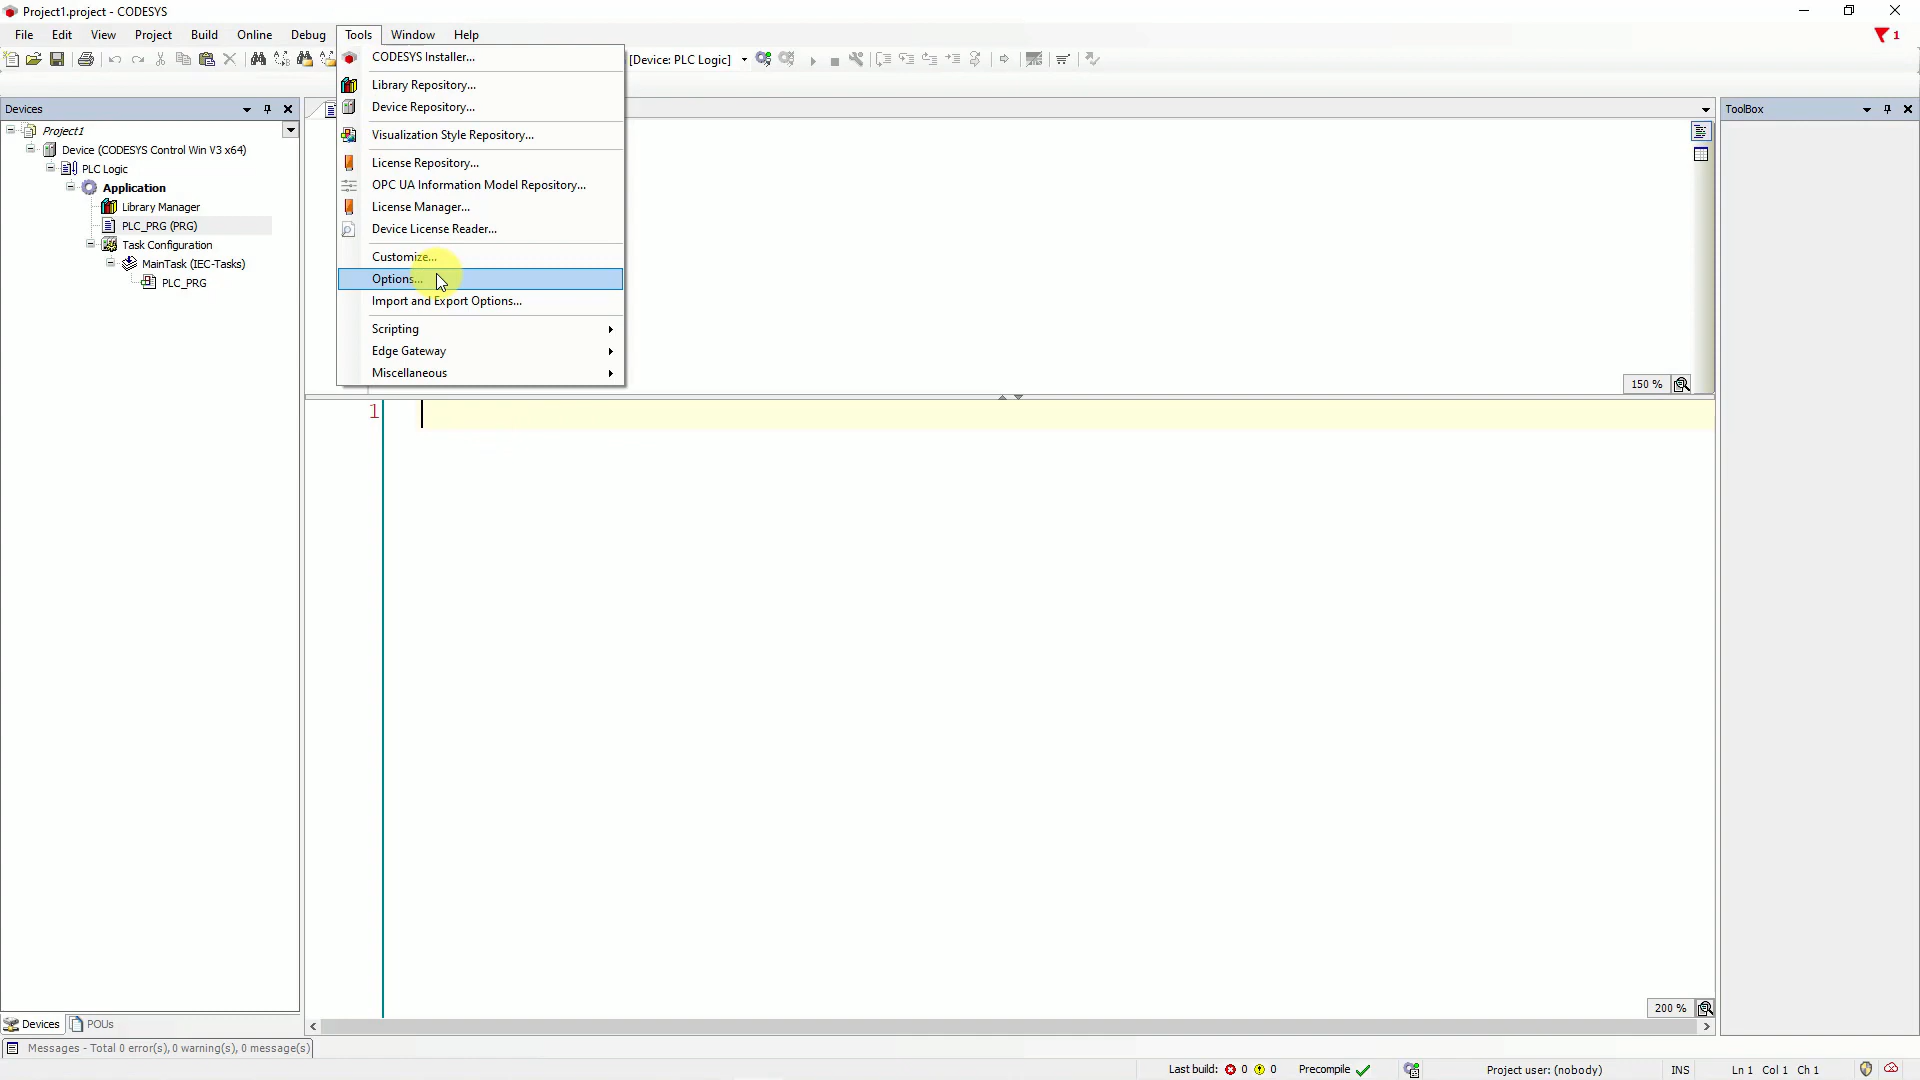 Project1.project - CODESYS
File Edit View Project Build Online Debug Tools Window Help
1
[Device: PLC Logic]
CODESYS Installer...
Library Repository...
Device Repository...
Visualization Style Repository...
License Repository...
OPC UA Information Model Repository...
License Manager...
Device License Reader...
Customize...
Options...
Import and Export Options...
Scripting
Edge Gateway
Miscellaneous
Devices
Project1
Device (CODESYS Control Win V3 x64)
PLC Logic
Application
Library Manager
PLC_PRG (PRG)
Task Configuration
MainTask (IEC-Tasks)
PLC_PRG
ToolBox
150 %
1
200 %
Devices POUs
Messages - Total 0 error(s), 0 warning(s), 0 message(s)
Last build: 0 0 Precompile Project user: (nobody) INS Ln 1 Col 1 Ch 1